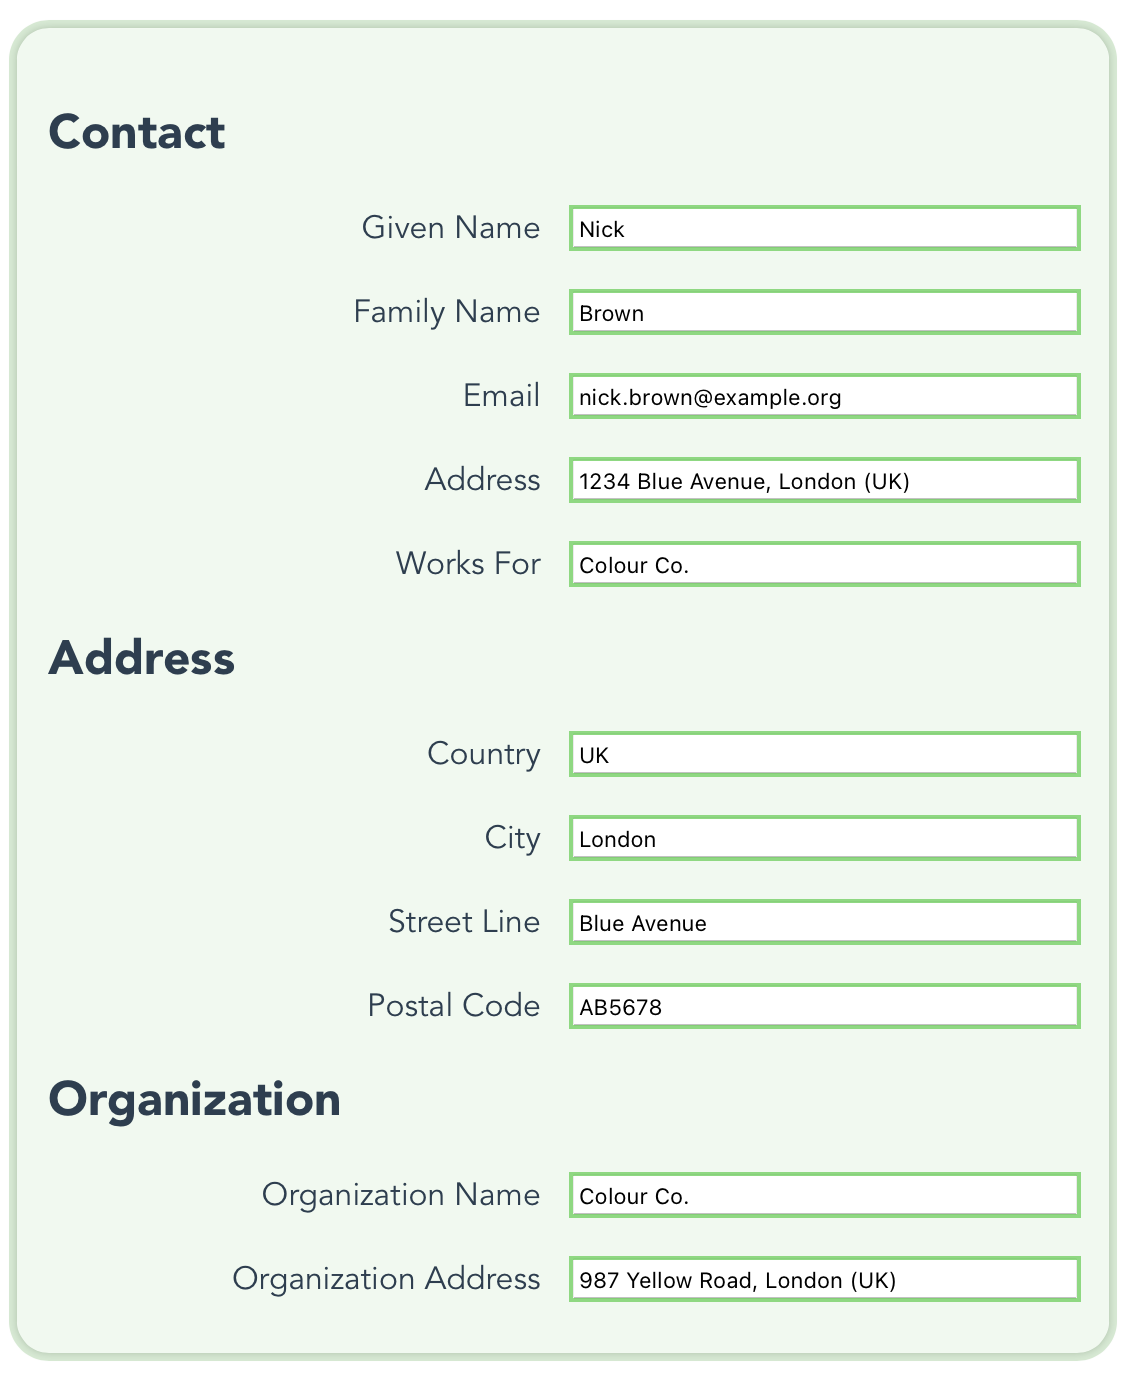 Contact
Given Name Nick
Family Name Brown
Email nick.brown@example.org
Address 1234 Blue Avenue, London (UK)
Works For Colour Co.
Address
Country UK
City London
Street Line Blue Avenue
Postal Code AB5678
Organization
Organization Name Colour Co.
Organization Address 987 Yellow Road, London (UK)